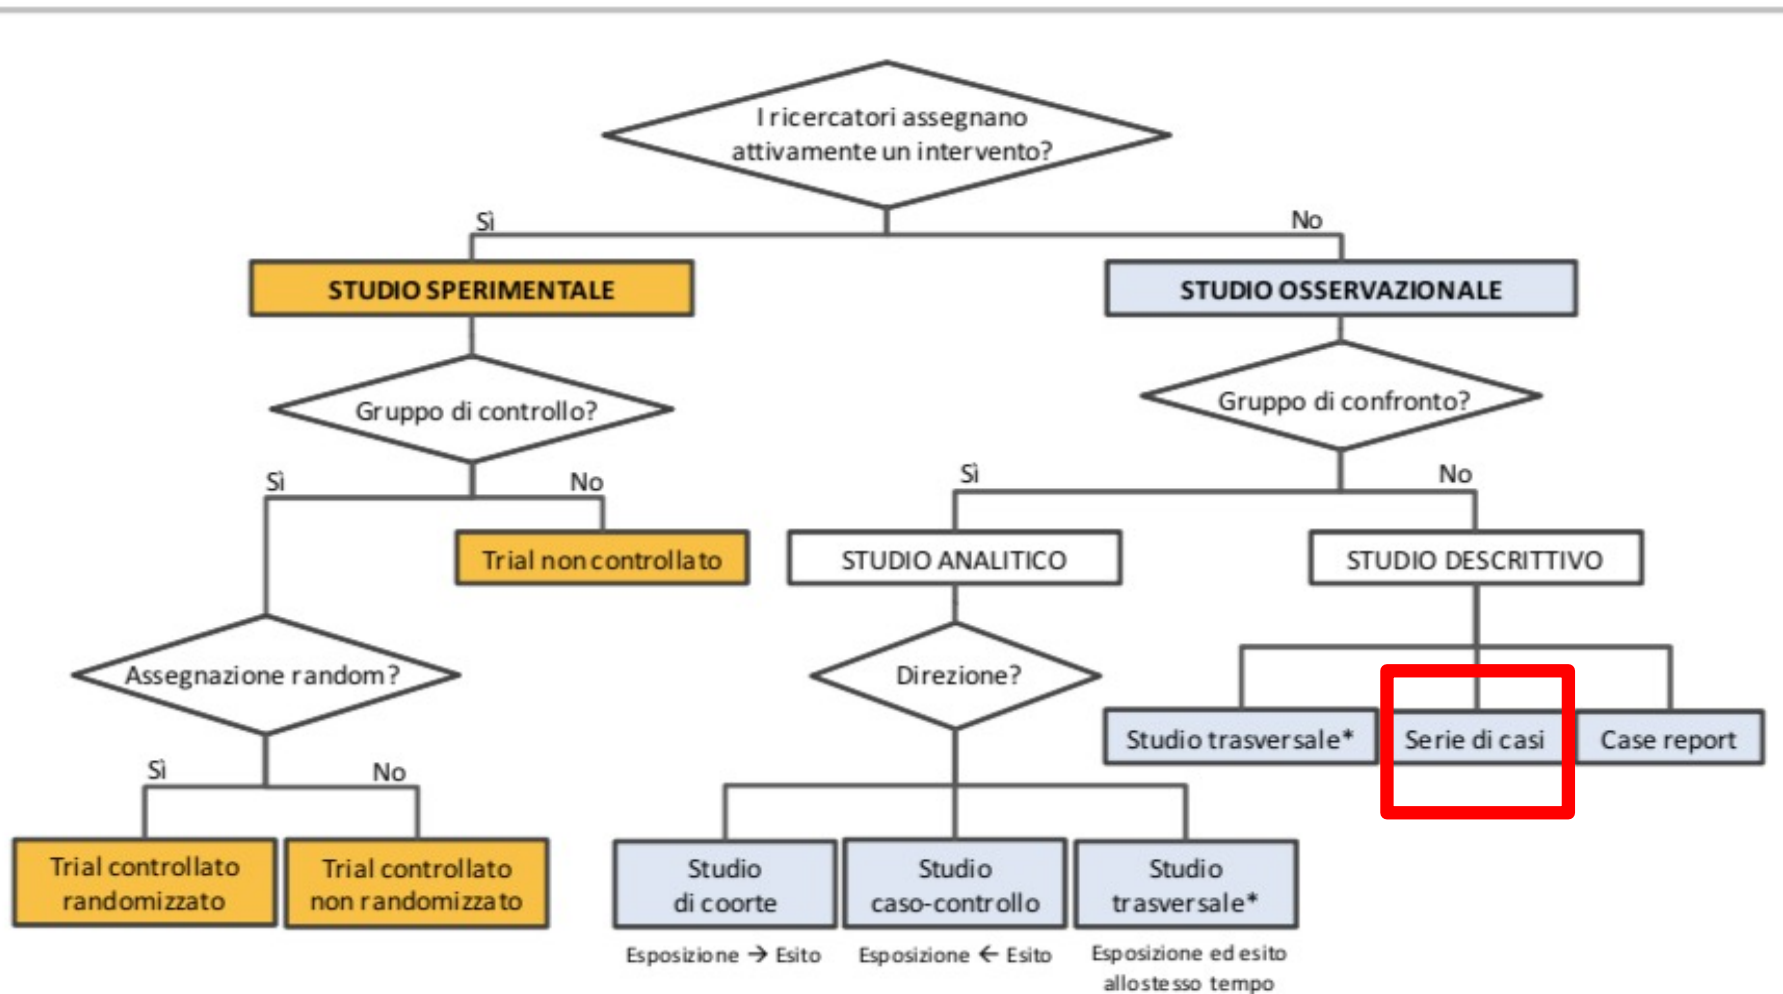 I ricercatori assegnano
attivamente un intervento?
Sì
No
STUDIO SPERIMENTALE
STUDIO OSSERVAZIONALE
Gruppo di controllo?
Gruppo di confronto?
Sì
No
Sì
No
Trial non controllato
STUDIO ANALITICO
STUDIO DESCRITTIVO
Assegnazione random?
Direzione?
Studio trasversale*
Serie di casi
Case report
Sì
No
Trial controllato
randomizzato
Trial controllato
non randomizzato
Studio
di coorte
Studio
caso-controllo
Studio
trasversale*
Esposizione → Esito
Esposizione ← Esito
Esposizione ed esito
allo stesso tempo